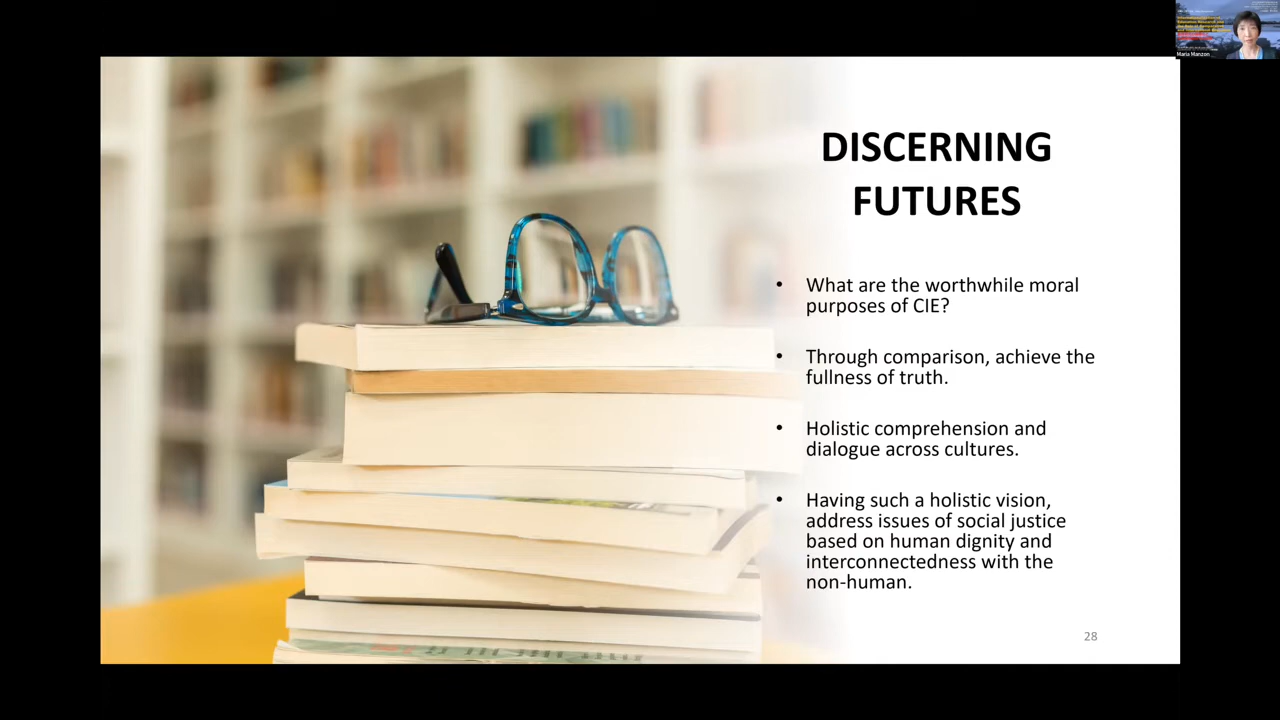 Maria Manzon
DISCERNING
FUTURES
• What are the worthwhile moral
purposes of CIE?
• Through comparison, achieve the
fullness of truth.
• Holistic comprehension and
dialogue across cultures.
• Having such a holistic vision,
address issues of social justice
based on human dignity and
interconnectedness with the
non-human.
28